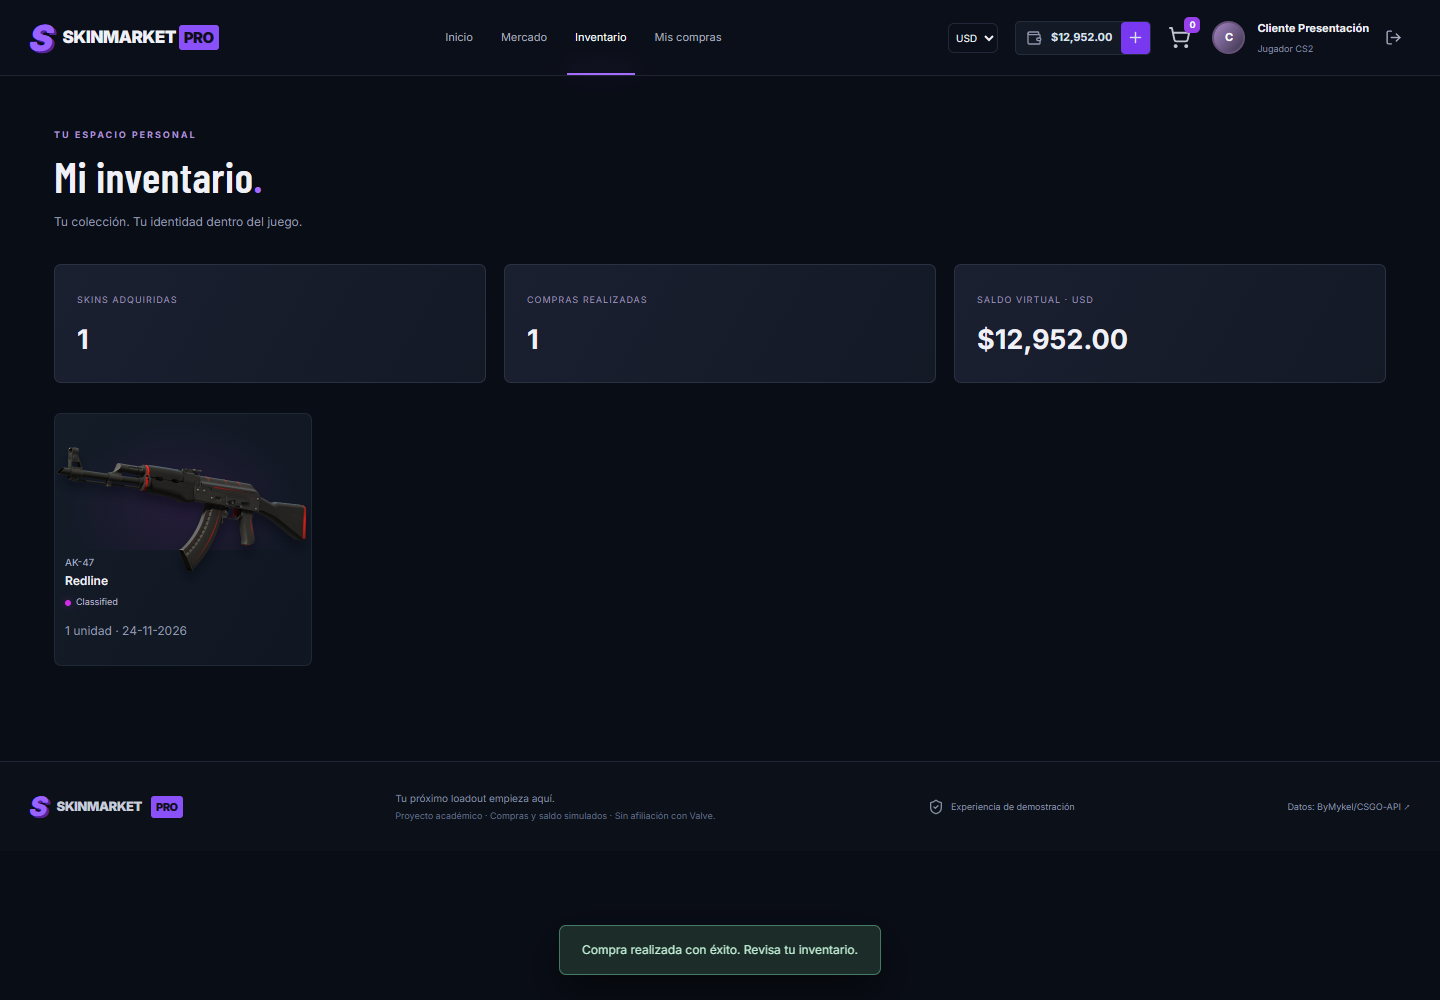 SKINMARKET PRO
Inicio Mercado Inventario Mis compras
USD
$12,952.00
0
C
Cliente Presentación
Jugador CS2
TU ESPACIO PERSONAL
Mi inventario.
Tu colección. Tu identidad dentro del juego.
SKINS ADQUIRIDAS
1
COMPRAS REALIZADAS
1
SALDO VIRTUAL · USD
$12,952.00
AK-47
Redline
Classified
1 unidad · 24-11-2026
SKINMARKET PRO
Tu próximo loadout empieza aquí.
Proyecto académico · Compras y saldo simulados · Sin afiliación con Valve.
Experiencia de demostración
Datos: ByMykel/CSGO-API ↗
Compra realizada con éxito. Revisa tu inventario.